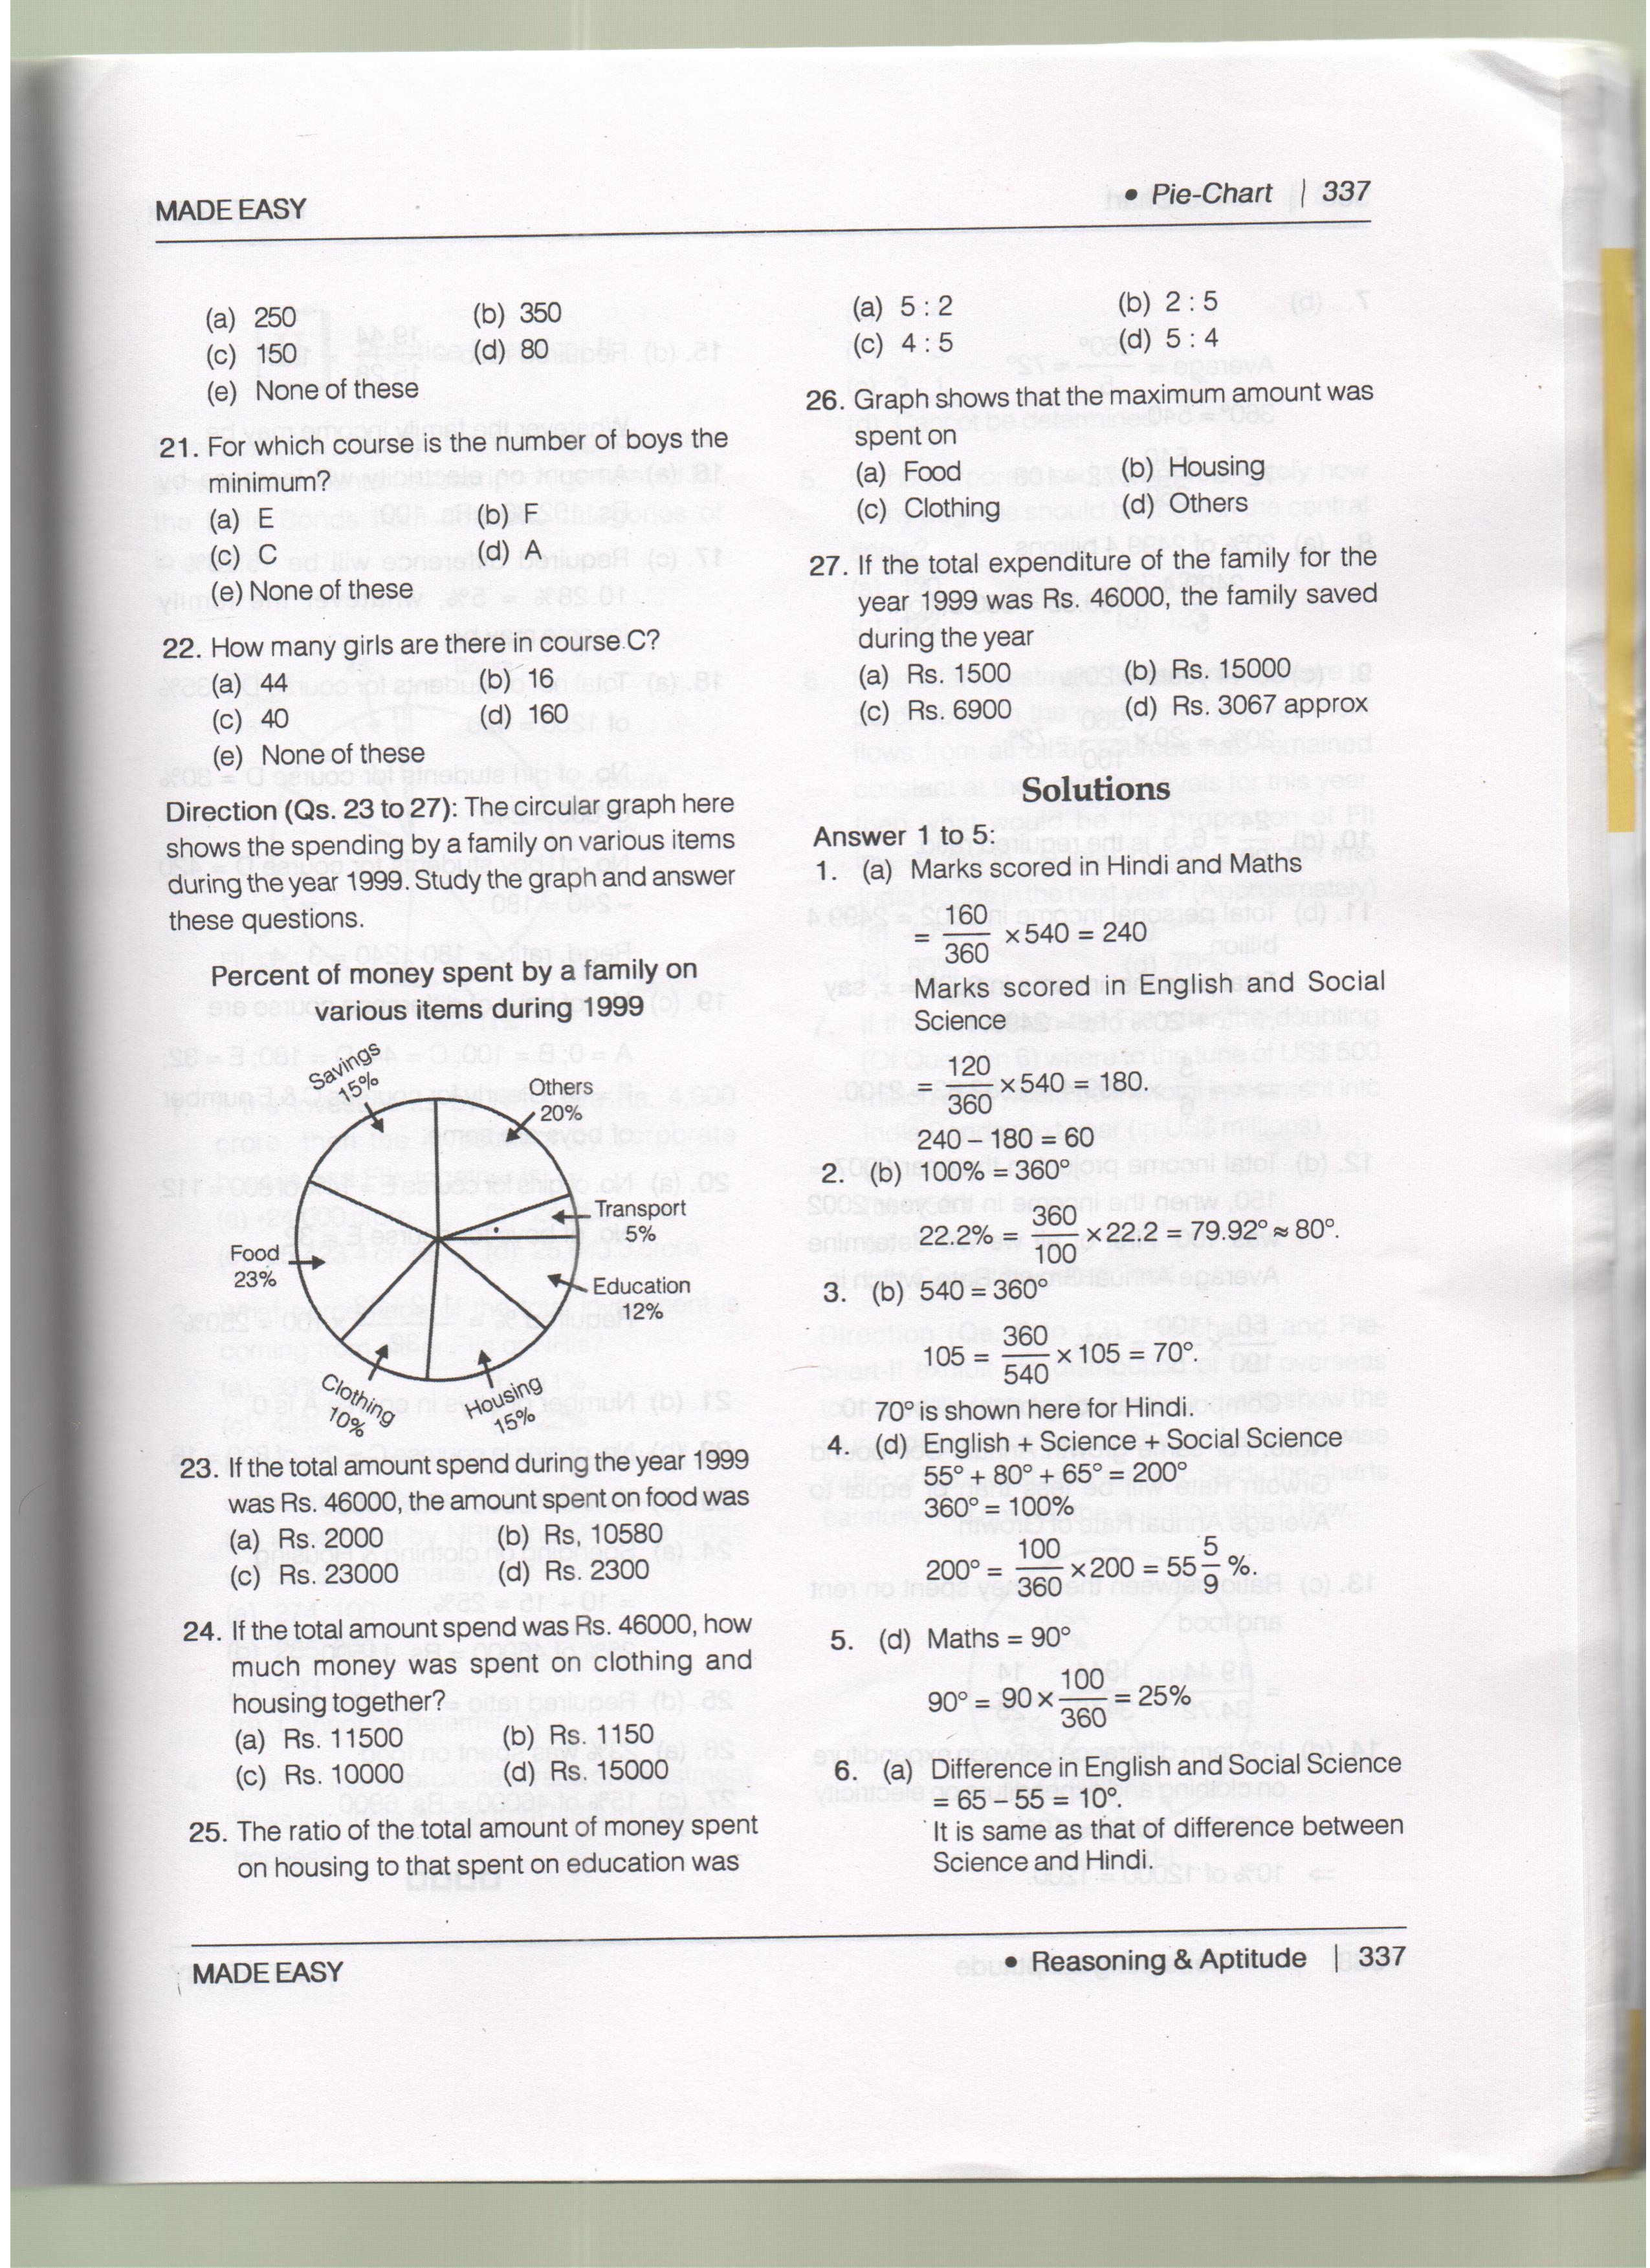 MADE EASY
• Pie-Chart | 337
(a) 250 (b) 350
(c) 150 (d) 80
(e) None of these
21. For which course is the number of boys the
minimum?
(a) E (b) F
(c) C (d) A
(e) None of these
22. How many girls are there in course C?
(a) 44 (b) 16
(c) 40 (d) 160
(e) None of these
Direction (Qs. 23 to 27): The circular graph here
shows the spending by a family on various items
during the year 1999. Study the graph and answer
these questions.
Percent of money spent by a family on
various items during 1999
Savings
15%
Others
20%
Transport
5%
Education
12%
Housing
15%
Clothing
10%
Food
23%
23. If the total amount spend during the year 1999
was Rs. 46000, the amount spent on food was
(a) Rs. 2000 (b) Rs, 10580
(c) Rs. 23000 (d) Rs. 2300
24. If the total amount spend was Rs. 46000, how
much money was spent on clothing and
housing together?
(a) Rs. 11500 (b) Rs. 1150
(c) Rs. 10000 (d) Rs. 15000
25. The ratio of the total amount of money spent
on housing to that spent on education was
(a) 5 : 2 (b) 2 : 5
(c) 4 : 5 (d) 5 : 4
26. Graph shows that the maximum amount was
spent on
(a) Food (b) Housing
(c) Clothing (d) Others
27. If the total expenditure of the family for the
year 1999 was Rs. 46000, the family saved
during the year
(a) Rs. 1500 (b) Rs. 15000
(c) Rs. 6900 (d) Rs. 3067 approx
Solutions
Answer 1 to 5:
1. (a) Marks scored in Hindi and Maths
= 160/360 × 540 = 240
Marks scored in English and Social
Science
= 120/360 × 540 = 180.
240 – 180 = 60
2. (b) 100% = 360°
22.2% = 360/100 × 22.2 = 79.92° ≈ 80°.
3. (b) 540 = 360°
105 = 360/540 × 105 = 70°.
70° is shown here for Hindi.
4. (d) English + Science + Social Science
55° + 80° + 65° = 200°
360° = 100%
200° = 100/360 × 200 = 55 5/9 %.
5. (d) Maths = 90°
90° = 90 × 100/360 = 25%
6. (a) Difference in English and Social Science
= 65 – 55 = 10°.
It is same as that of difference between
Science and Hindi.
MADE EASY
• Reasoning & Aptitude | 337